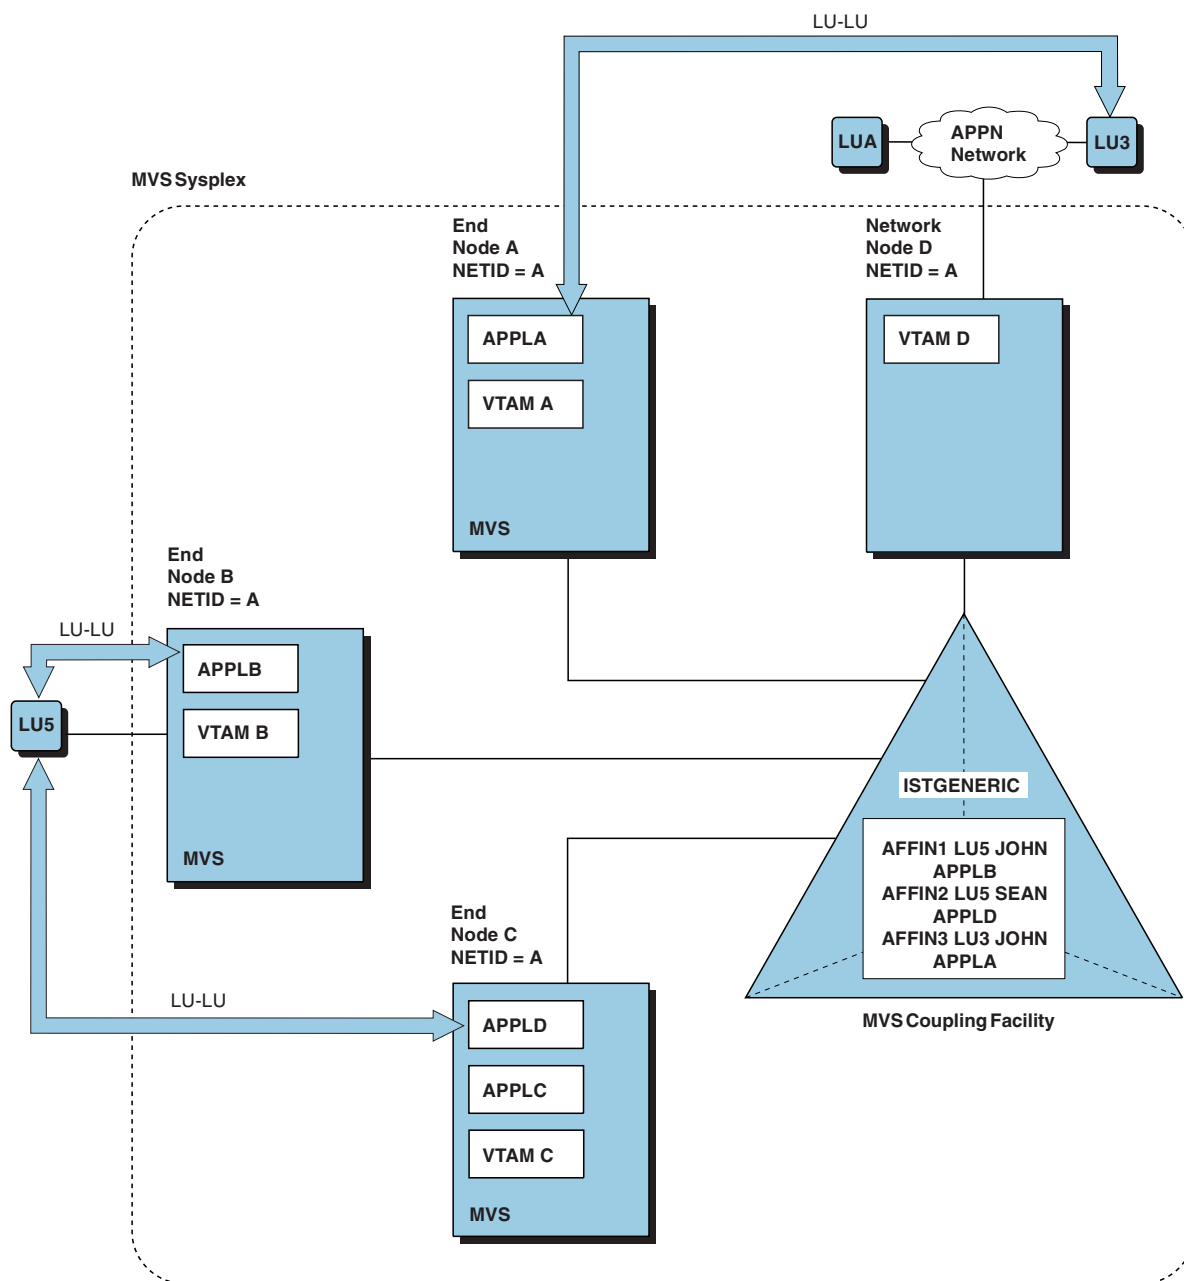 LU-LU
LUA
APPN
Network
LU3
MVS Sysplex
End
Node A
NETID = A
Network
Node D
NETID = A
APPLA
VTAM A
MVS
VTAM D
End
Node B
NETID = A
LU-LU
APPLB
VTAM B
MVS
LU5
ISTGENERIC
AFFIN1 LU5 JOHN
APPLB
AFFIN2 LU5 SEAN
APPLD
AFFIN3 LU3 JOHN
APPLA
MVS Coupling Facility
End
Node C
NETID = A
LU-LU
APPLD
APPLC
VTAM C
MVS